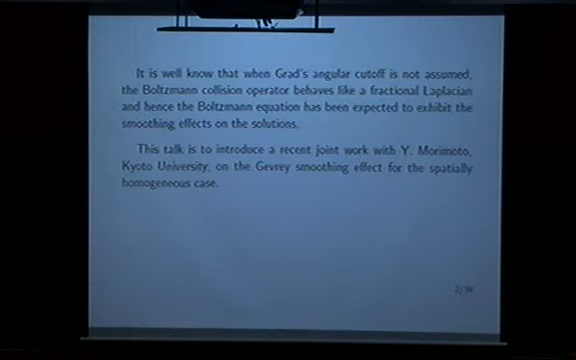 It is well know that when Grad's angular cutoff is not assumed,
the Boltzmann collision operator behaves like a fractional Laplacian
and hence the Boltzmann equation has been expected to exhibit the
smoothing effects on the solutions.
This talk is to introduce a recent joint work with Y. Morimoto,
Kyoto University, on the Gevrey smoothing effect for the spatially
homogeneous case.